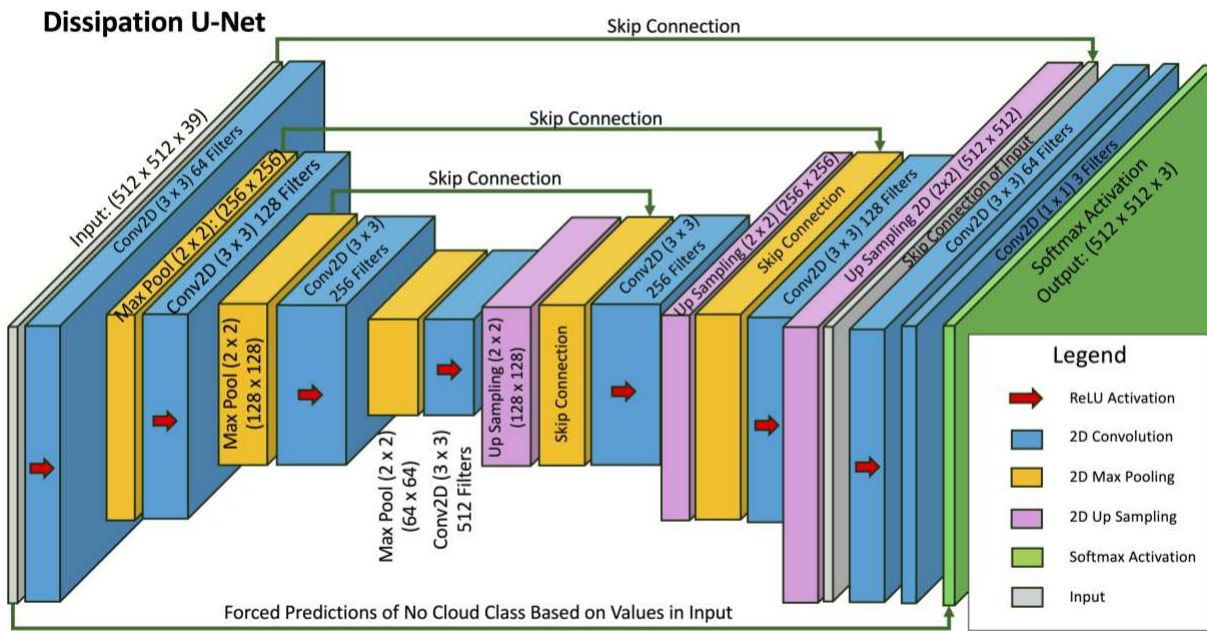 Dissipation U-Net
Skip Connection
Skip Connection
Skip Connection
Input: (512 x 512 x 39)
Conv2D (3 x 3) 64 Filters
Max Pool (2 x 2): (256 x 256)
Conv2D (3 x 3) 128 Filters
Max Pool (2 x 2)
(128 x 128)
Conv2D (3 x 3)
256 Filters
Max Pool (2 x 2)
(64 x 64)
Conv2D (3 x 3)
512 Filters
Up Sampling (2 x 2)
(128 x 128)
Skip Connection
Conv2D (3 x 3)
256 Filters
Up Sampling (2 x 2) (256 x 256)
Skip Connection
Conv2D (3 x 3) 128 Filters
Up Sampling 2D (2x2) (512 x 512)
Skip Connection of Input
Conv2D (3 x 3) 64 Filters
Conv2D (1 x 1) 3 Filters
Softmax Activation
Output: (512 x 512 x 3)
Legend
ReLU Activation
2D Convolution
2D Max Pooling
2D Up Sampling
Softmax Activation
Input
Forced Predictions of No Cloud Class Based on Values in Input